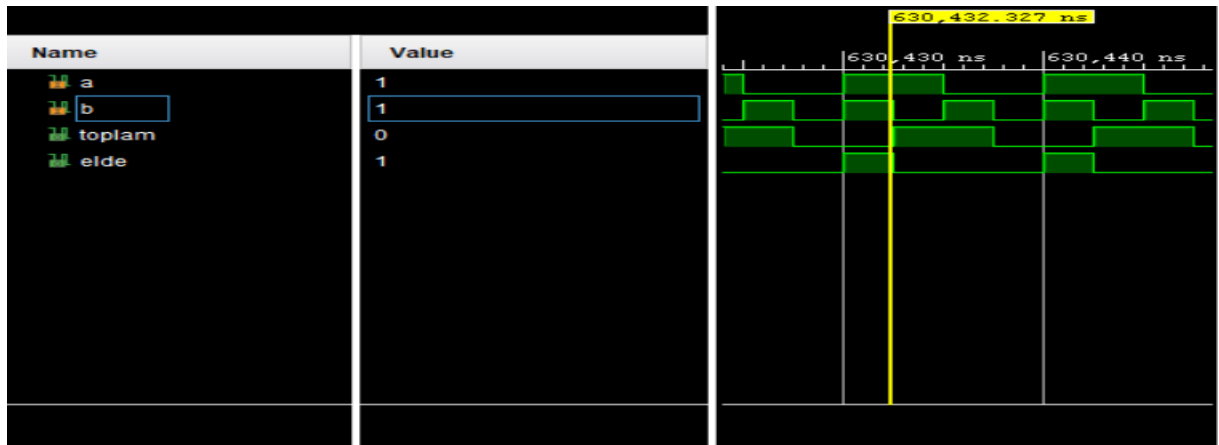 630,432.327 ns
Name Value 630,430 ns 630,440 ns
a 1
b 1
toplam 0
elde 1